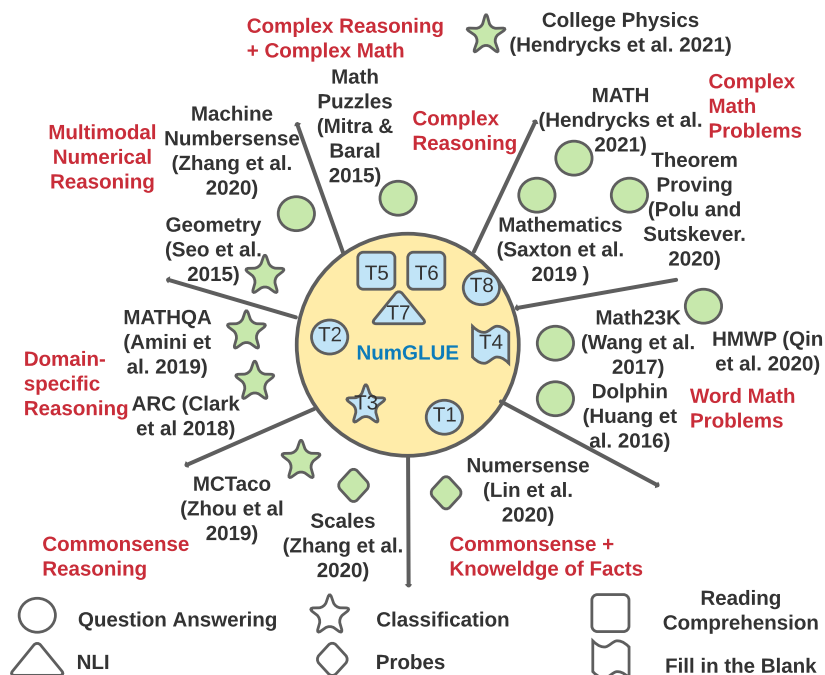 Complex Reasoning
+ Complex Math
College Physics
(Hendrycks et al. 2021)
Math
Puzzles
(Mitra &
Baral
2015)
Complex
Reasoning
MATH
(Hendrycks et al.
2021)
Complex
Math
Problems
Machine
Numbersense
(Zhang et al.
2020)
Multimodal
Numerical
Reasoning
Theorem
Proving
(Polu and
Sutskever.
2020)
Geometry
(Seo et al.
2015)
Mathematics
(Saxton et al.
2019 )
T5
T6
T8
T7
T2
NumGLUE
T4
T3
T1
MATHQA
(Amini et
al. 2019)
Math23K
(Wang et al.
2017)
HMWP (Qin
et al. 2020)
Domain-
specific
Reasoning
ARC (Clark
et al 2018)
Dolphin
(Huang et
al. 2016)
Word Math
Problems
MCTaco
(Zhou et al
2019)
Scales
(Zhang et al.
2020)
Numersense
(Lin et al.
2020)
Commonsense
Reasoning
Commonsense +
Knoweldge of Facts
Question Answering
Classification
Reading
Comprehension
NLI
Probes
Fill in the Blank